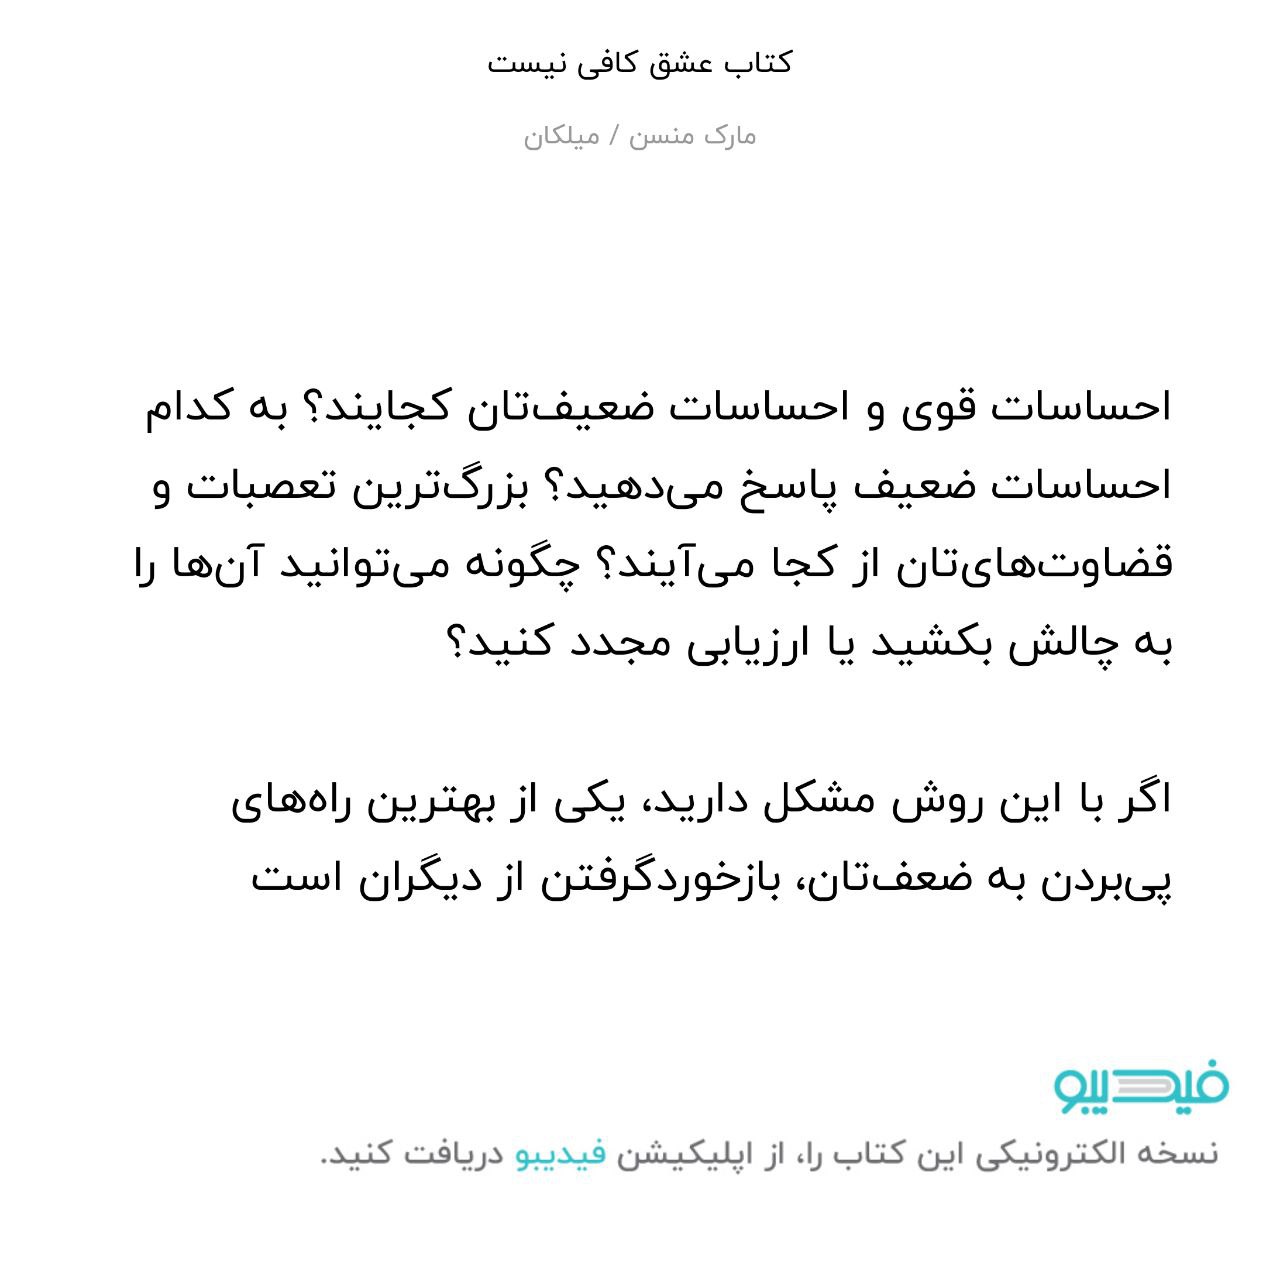 کتاب عشق کافی نیست
مارک منسن / میلکان
احساسات قوی و احساسات ضعیف‌تان کجایند؟ به کدام
احساسات ضعیف پاسخ می‌دهید؟ بزرگ‌ترین تعصبات و
قضاوت‌های‌تان از کجا می‌آیند؟ چگونه می‌توانید آن‌ها را
به چالش بکشید یا ارزیابی مجدد کنید؟
اگر با این روش مشکل دارید، یکی از بهترین راه‌های
پی‌بردن به ضعف‌تان، بازخوردگرفتن از دیگران است
فیدیبو
نسخه الکترونیکی این کتاب را، از اپلیکیشن فیدیبو دریافت کنید.